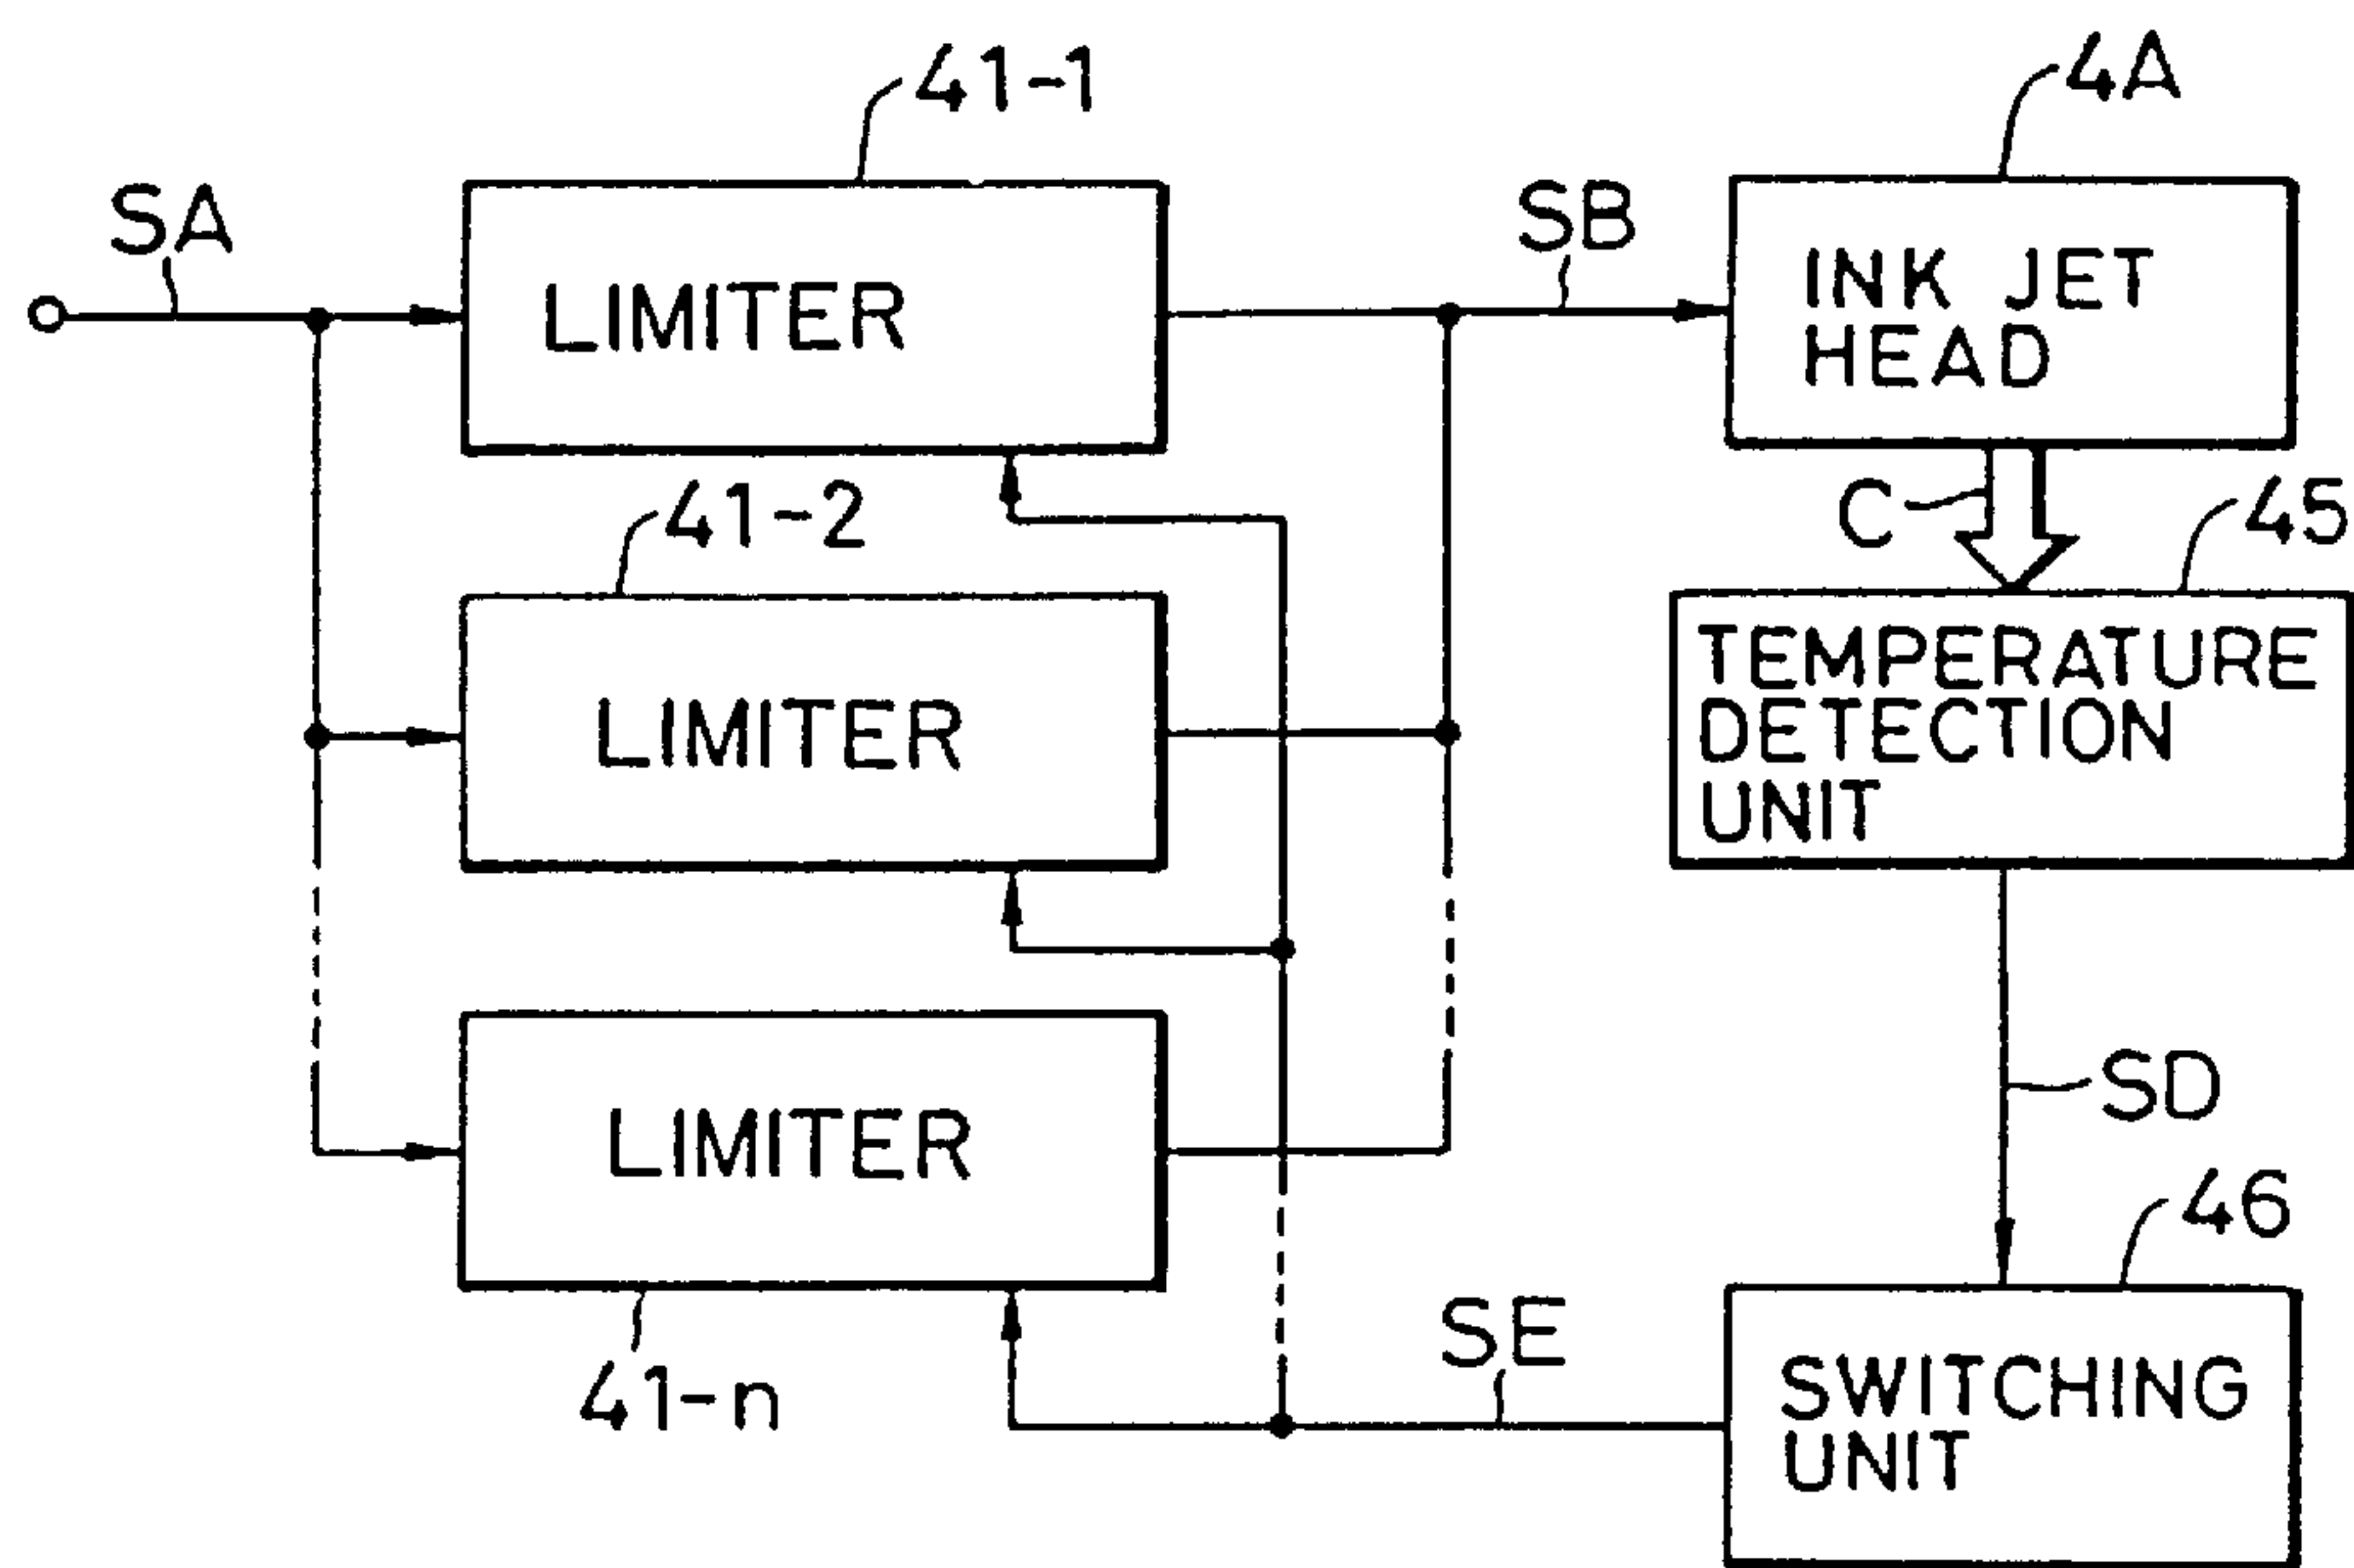 41-1
4A
SA
LIMITER
SB
INK JET
HEAD
41-2
C
45
LIMITER
TEMPERATURE
DETECTION
UNIT
LIMITER
SD
46
41-n
SE
SWITCHING
UNIT